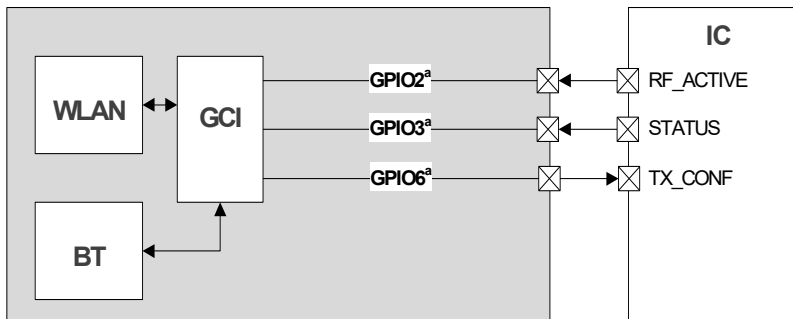 IC
WLAN
GCI
GPIO2ª
RF_ACTIVE
GPIO3ª
STATUS
GPIO6ª
TX_CONF
BT